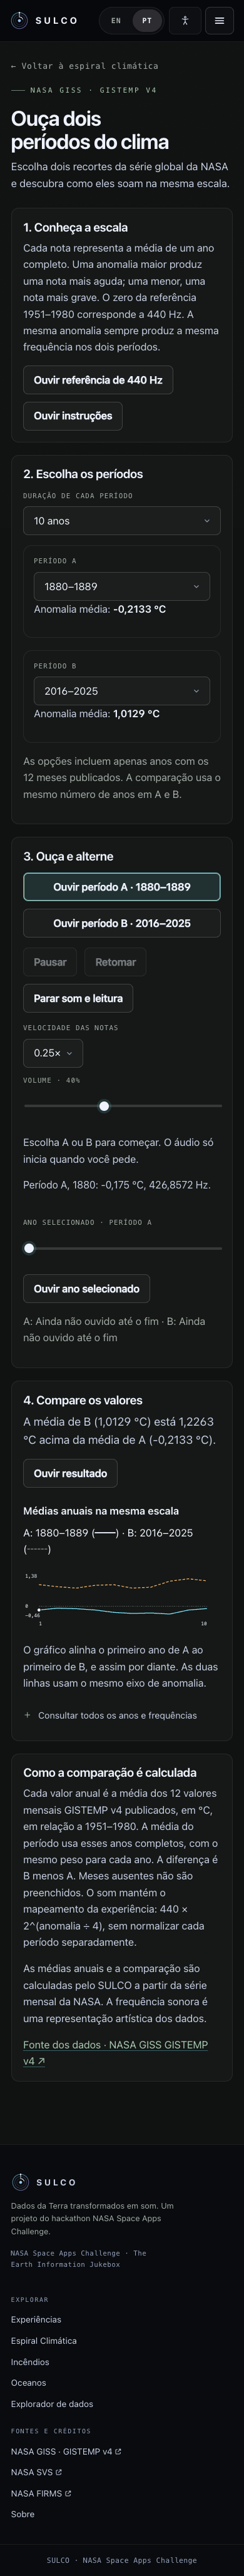 SULCO
EN PT
← Voltar à espiral climática
NASA GISS · GISTEMP V4
Ouça dois
períodos do clima
Escolha dois recortes da série global da NASA
e descubra como eles soam na mesma escala.
1. Conheça a escala
Cada nota representa a média de um ano
completo. Uma anomalia maior produz
uma nota mais aguda; uma menor, uma
nota mais grave. O zero da referência
1951–1980 corresponde a 440 Hz. A
mesma anomalia sempre produz a mesma
frequência nos dois períodos.
Ouvir referência de 440 Hz
Ouvir instruções
2. Escolha os períodos
DURAÇÃO DE CADA PERÍODO
10 anos
PERÍODO A
1880–1889
Anomalia média: -0,2133 °C
PERÍODO B
2016–2025
Anomalia média: 1,0129 °C
As opções incluem apenas anos com os
12 meses publicados. A comparação usa o
mesmo número de anos em A e B.
3. Ouça e alterne
Ouvir período A · 1880–1889
Ouvir período B · 2016–2025
Pausar Retomar
Parar som e leitura
VELOCIDADE DAS NOTAS
0.25×
VOLUME · 40%
Escolha A ou B para começar. O áudio só
inicia quando você pede.
Período A, 1880: -0,175 °C, 426,8572 Hz.
ANO SELECIONADO · PERÍODO A
Ouvir ano selecionado
A: Ainda não ouvido até o fim · B: Ainda
não ouvido até o fim
4. Compare os valores
A média de B (1,0129 °C) está 1,2263
°C acima da média de A (-0,2133 °C).
Ouvir resultado
Médias anuais na mesma escala
A: 1880–1889 (━━) · B: 2016–2025
(╌╌╌)
1,38
0
−0,46
1 10
O gráfico alinha o primeiro ano de A ao
primeiro de B, e assim por diante. As duas
linhas usam o mesmo eixo de anomalia.
+ Consultar todos os anos e frequências
Como a comparação é calculada
Cada valor anual é a média dos 12 valores
mensais GISTEMP v4 publicados, em °C,
em relação a 1951–1980. A média do
período usa esses anos completos, com o
mesmo peso para cada ano. A diferença é
B menos A. Meses ausentes não são
preenchidos. O som mantém o
mapeamento da experiência: 440 ×
2^(anomalia ÷ 4), sem normalizar cada
período separadamente.
As médias anuais e a comparação são
calculadas pelo SULCO a partir da série
mensal da NASA. A frequência sonora é
uma representação artística dos dados.
Fonte dos dados · NASA GISS GISTEMP
v4 ↗
SULCO
Dados da Terra transformados em som. Um
projeto do hackathon NASA Space Apps
Challenge.
NASA Space Apps Challenge · The
Earth Information Jukebox
EXPLORAR
Experiências
Espiral Climática
Incêndios
Oceanos
Explorador de dados
FONTES E CRÉDITOS
NASA GISS · GISTEMP v4
NASA SVS
NASA FIRMS
Sobre
SULCO · NASA Space Apps Challenge